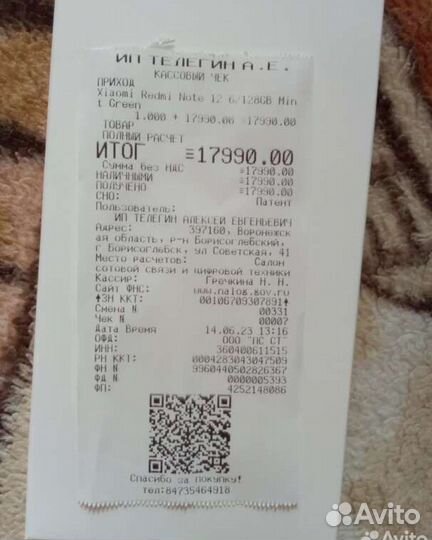 ИП ТЕЛЕГИН А.Е.
КАССОВЫЙ ЧЕК
ПРИХОД
Xiaomi Redmi Note 12 6/128GB Min
t Green
1.000 * 17990.00 =17990.00
ТОВАР
ПОЛНЫЙ РАСЧЕТ
ИТОГ =17990.00
Сумма без НДС =17990.00
НАЛИЧНЫМИ =17990.00
ПОЛУЧЕНО =17990.00
СНО: Патент
Пользователь:
ИП ТЕЛЕГИН АЛЕКСЕЙ ЕВГЕНЬЕВИЧ
Адрес: 397160, Воронежск
ая область, р-н Борисоглебский,
г Борисоглебск, ул Советская, 41
Место расчетов: Салон
сотовой связи и цифровой техники
Кассир: Гречкина Н. Н.
Сайт ФНС: www.nalog.gov.ru
ЗН ККТ: 00106709307891
Смена N 00331
Чек N 00007
Дата Время 14.06.23 13:16
ОФД: ООО "ПС СТ"
ИНН: 360400611515
РН ККТ: 0004283043047509
ФН N 9960440502826367
ФД N 0000005393
ФП: 4252148086
Спасибо за покупку!
тел:84735464918
Avito
Avito